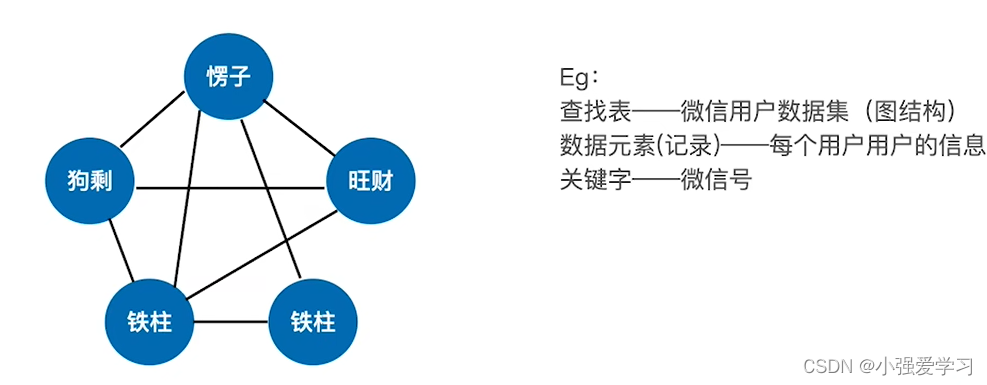 愣子
狗剩
旺财
铁柱
铁柱
Eg：
查找表——微信用户数据集（图结构）
数据元素(记录)——每个用户用户的信息
关键字——微信号
CSDN @小强爱学习